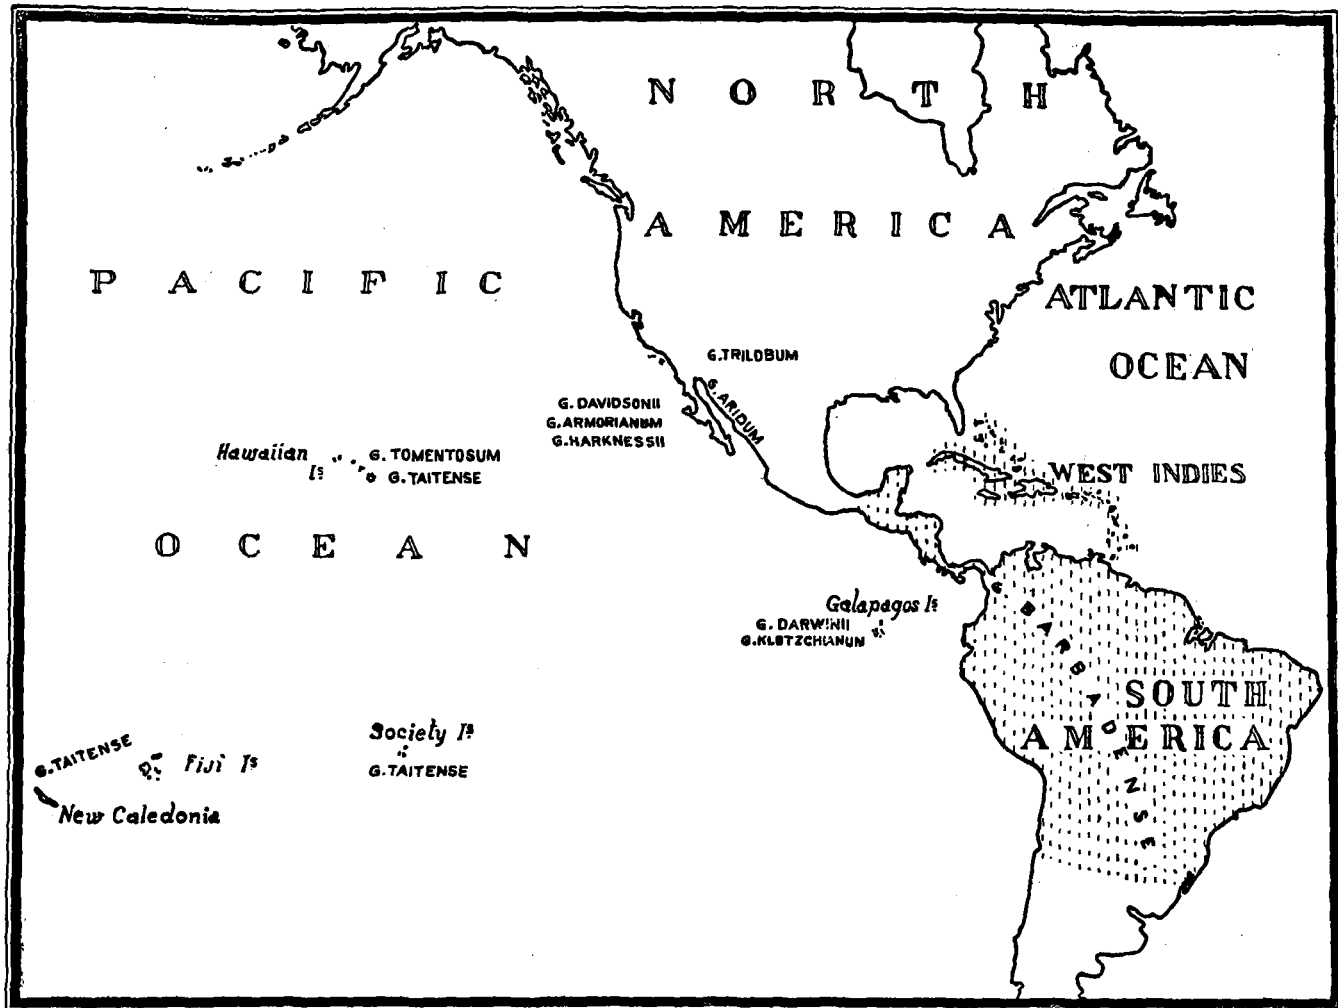 NORTH
AMERICA
PACIFIC
ATLANTIC
OCEAN
G. TRILOBUM
G. ARIDUM
G. DAVIDSONII
G. ARMORIANUM
G. HARKNESSII
Hawaiian
Is
G. TOMENTOSUM
G. TAITENSE
WEST INDIES
OCEAN
Galapagos Is
G. DARWINII
G. KLOTZCHIANUM
G. BARBADENSE
SOUTH
AMERICA
Society Is
G. TAITENSE
G. TAITENSE
Fiji Is
New Caledonia